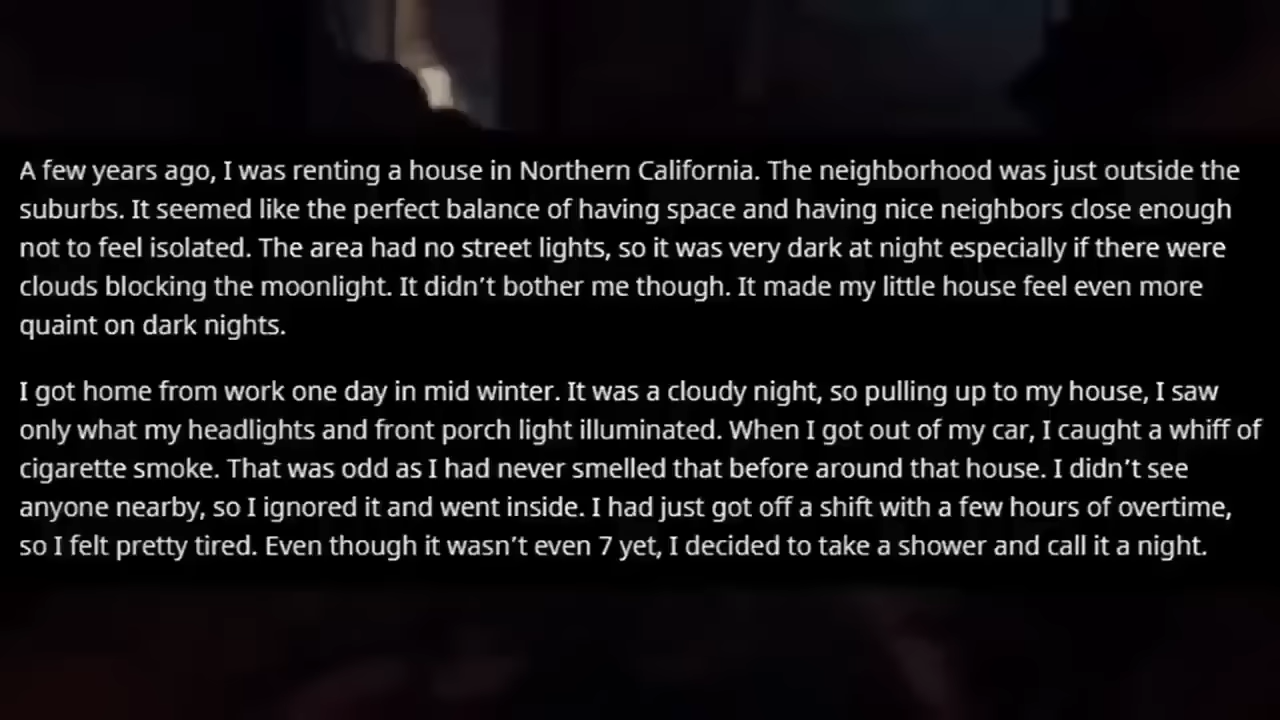 A few years ago, I was renting a house in Northern California. The neighborhood was just outside the
suburbs. It seemed like the perfect balance of having space and having nice neighbors close enough
not to feel isolated. The area had no street lights, so it was very dark at night especially if there were
clouds blocking the moonlight. It didn’t bother me though. It made my little house feel even more
quaint on dark nights.
I got home from work one day in mid winter. It was a cloudy night, so pulling up to my house, I saw
only what my headlights and front porch light illuminated. When I got out of my car, I caught a whiff of
cigarette smoke. That was odd as I had never smelled that before around that house. I didn’t see
anyone nearby, so I ignored it and went inside. I had just got off a shift with a few hours of overtime,
so I felt pretty tired. Even though it wasn’t even 7 yet, I decided to take a shower and call it a night.